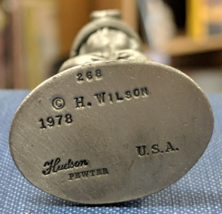 268
© H. WILSON
1978
Hudson
PEWTER
U.S.A.